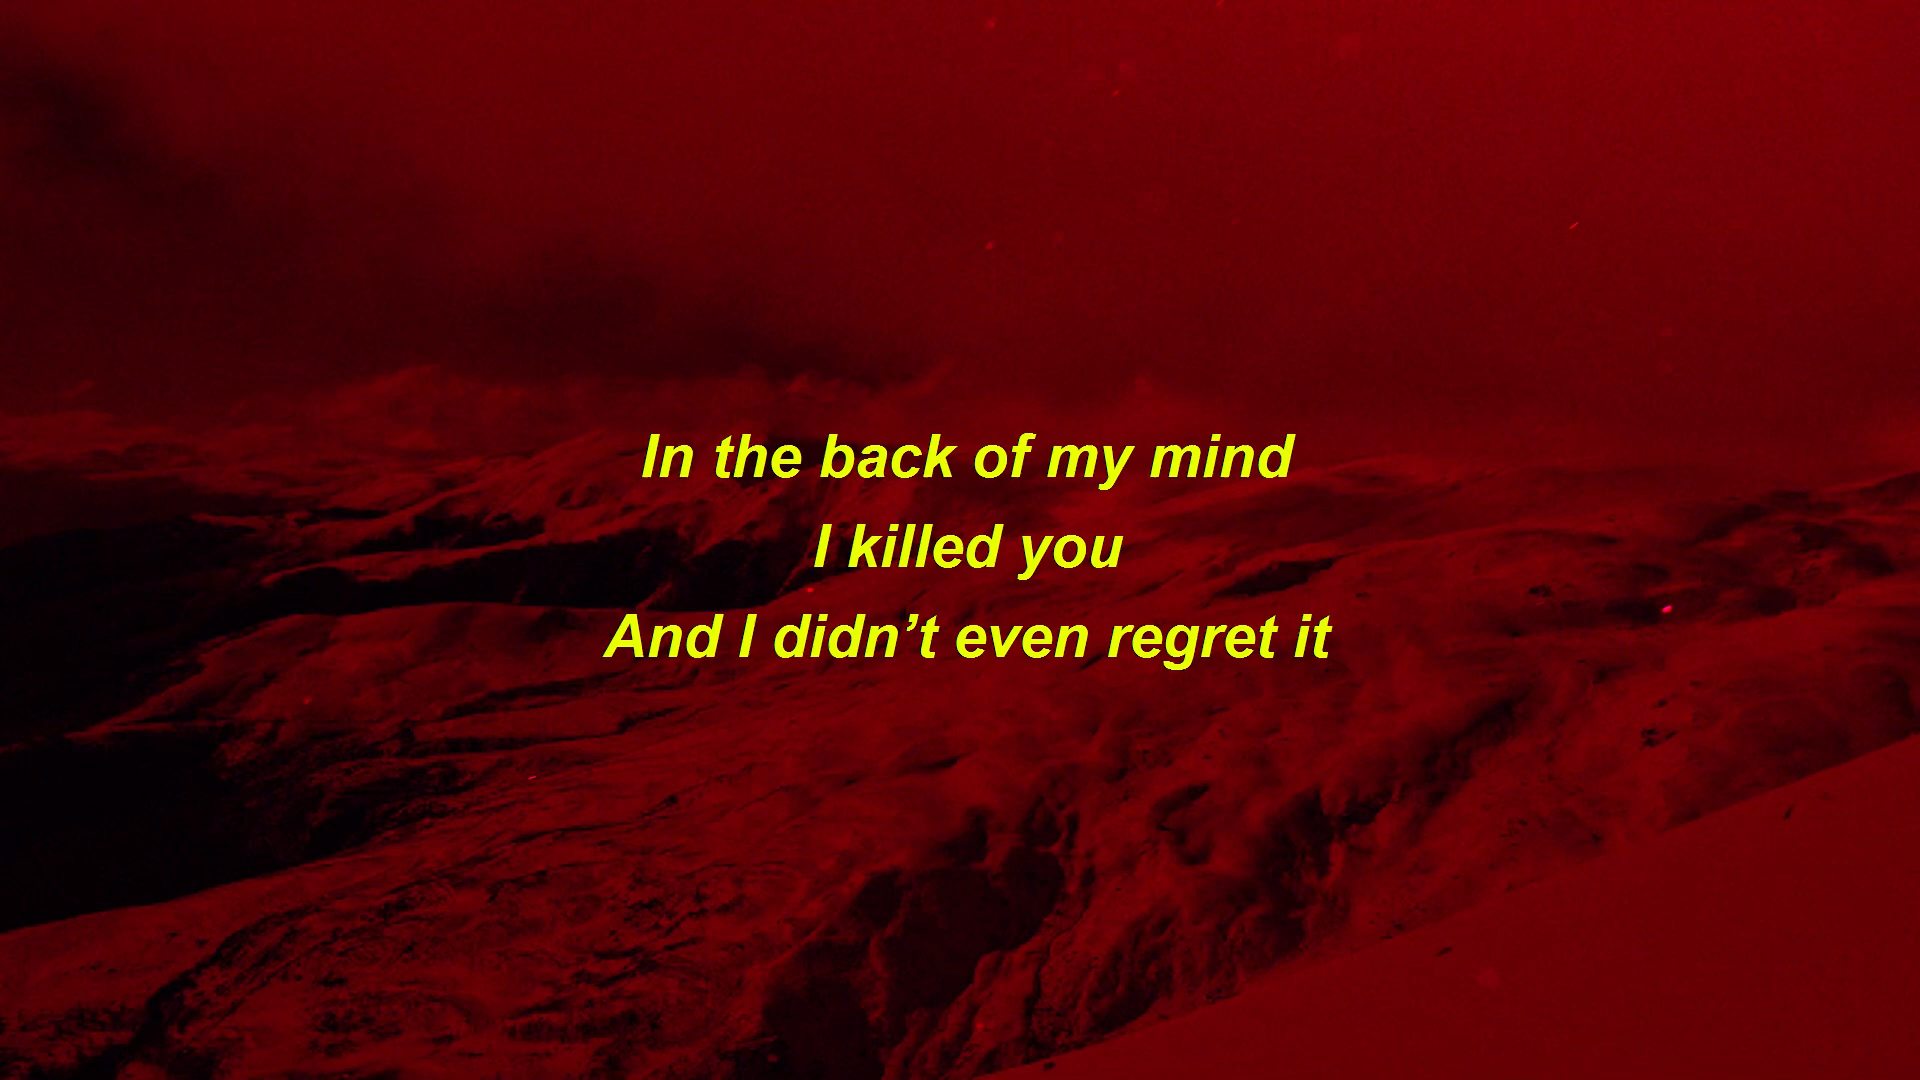 In the back of my mind
I killed you
And I didn’t even regret it